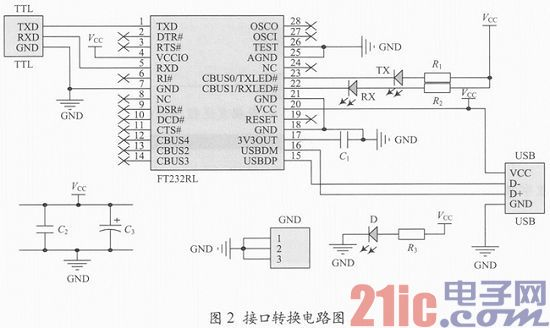 TTL
TXD
RXD
GND
TTL
VCC
GND
1
2
3
4
5
6
7
8
9
10
11
12
13
14
TXD
DTR#
RTS#
VCCIO
RXD
RI#
GND
NC
DSR#
DCD#
CTS#
CBUS4
CBUS2
CBUS3
OSCO
OSCI
TEST
AGND
NC
CBUS0/TXLED#
CBUS1/RXLED#
GND
VCC
RESET
GND
3V3OUT
USBDM
USBDP
28
27
26
25
24
23
22
21
20
19
18
17
16
15
FT232RL
GND
TX
R1
RX
R2
VCC
VCC
C1
GND
USB
VCC
D-
D+
GND
USB
GND
VCC
C2
+
C3
GND
GND
GND
1
2
3
D
R3
VCC
GND
图 2 接口转换电路图
21ic.com
电子网